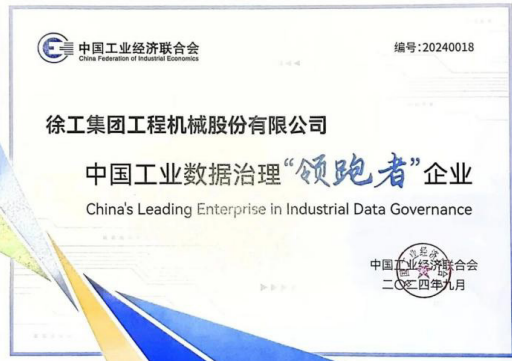 中国工业经济联合会
China Federation of Industrial Economics
编号:20240018
徐工集团工程机械股份有限公司
中国工业数据治理“领跑者”企业
China's Leading Enterprise in Industrial Data Governance
中国工业经济联合会
二〇二四年九月